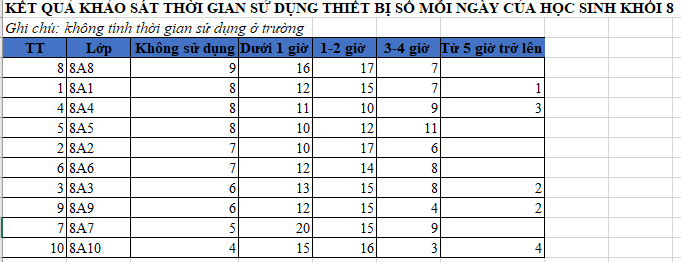 KẾT QUẢ KHẢO SÁT THỜI GIAN SỬ DỤNG THIẾT BỊ SỐ MỖI NGÀY CỦA HỌC SINH KHỐI 8
Ghi chú: không tính thời gian sử dụng ở trường
TT Lớp Không sử dụng Dưới 1 giờ 1-2 giờ 3-4 giờ Từ 5 giờ trở lên
8 8A8 9 16 17 7
1 8A1 8 12 15 7 1
4 8A4 8 11 10 9 3
5 8A5 8 10 12 11
2 8A2 7 10 17 6
6 8A6 7 12 14 8
3 8A3 6 13 15 8 2
9 8A9 6 12 15 4 2
7 8A7 5 20 15 9
10 8A10 4 15 16 3 4